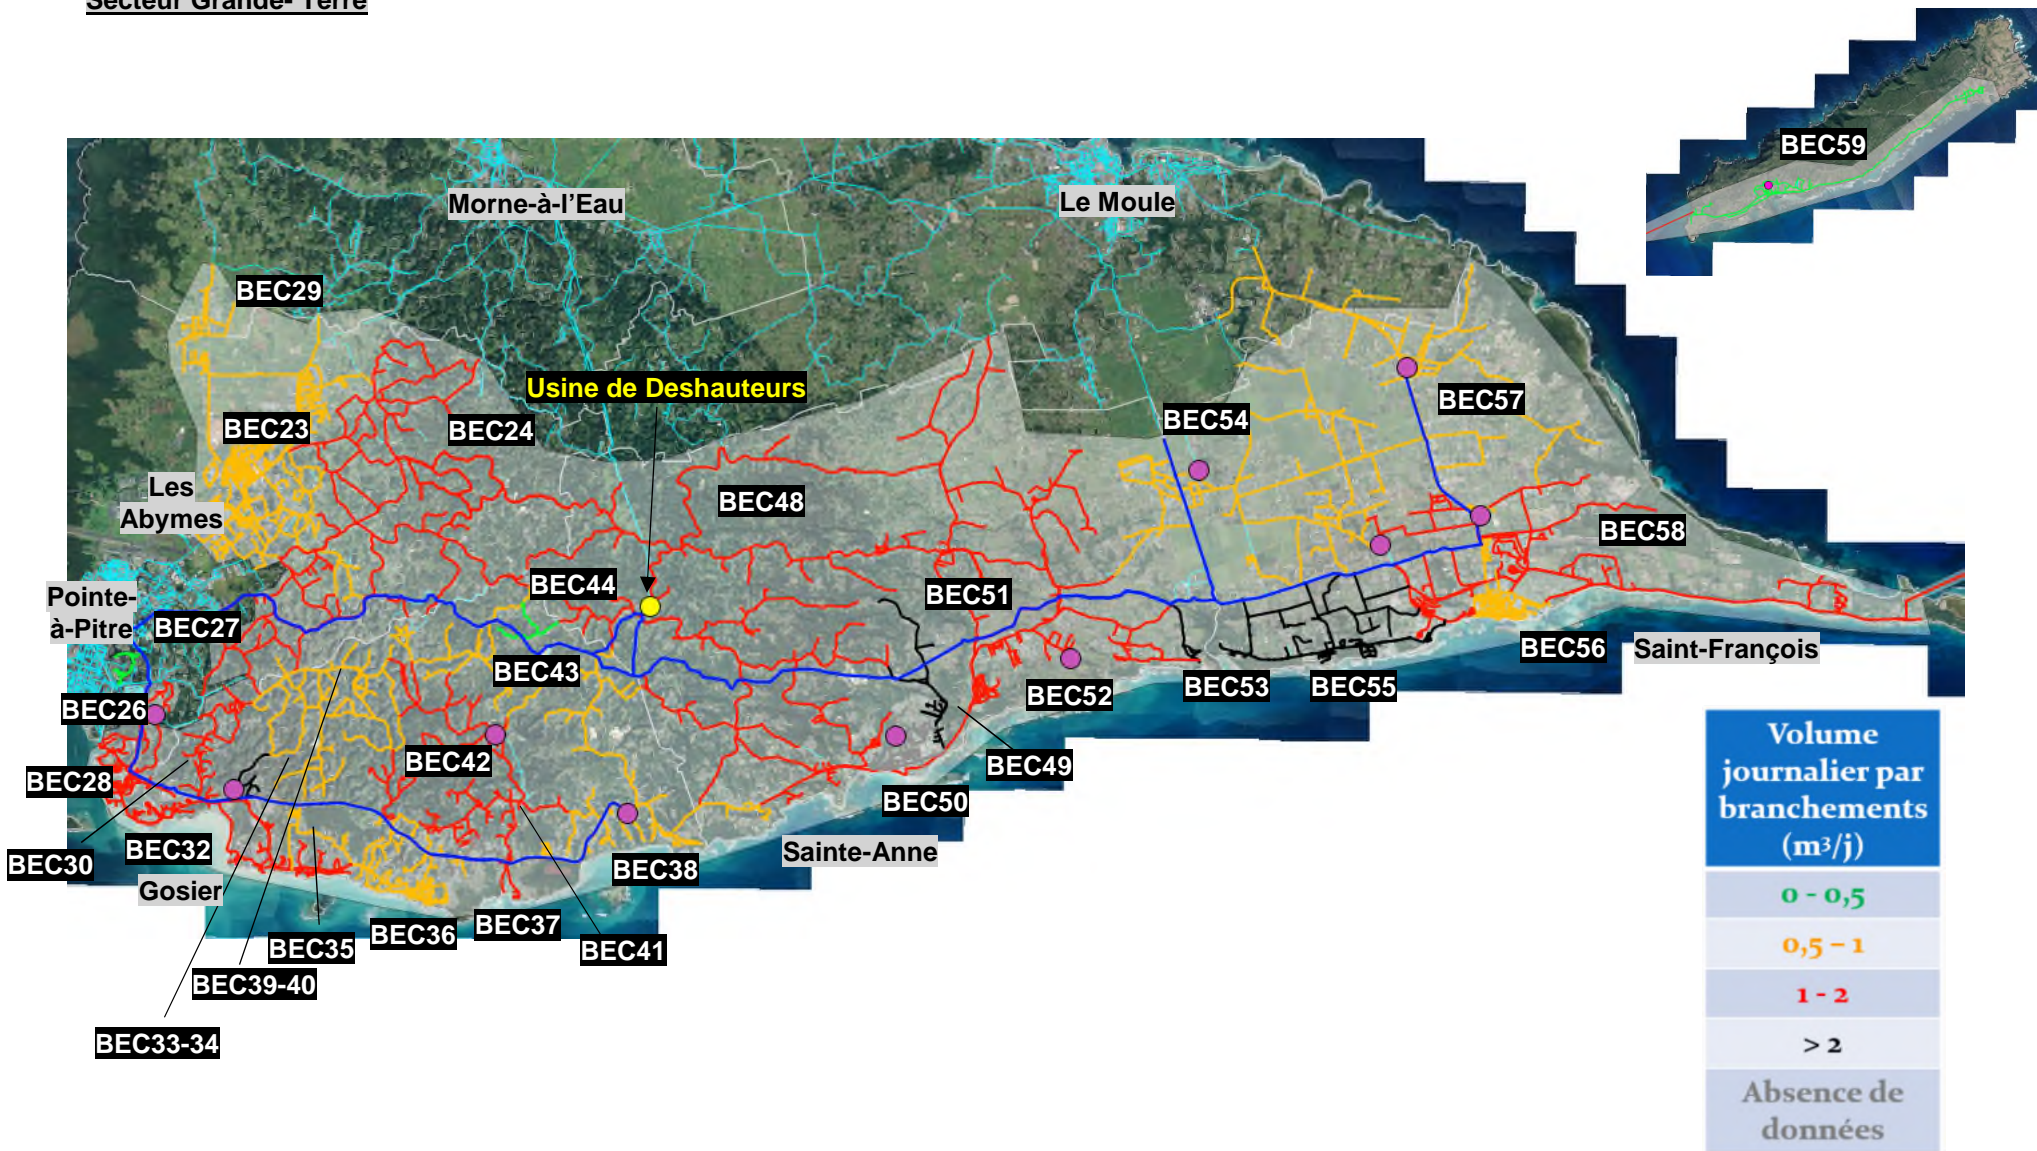 Secteur Grande- Terre
BEC59
Morne-à-l'Eau
Le Moule
BEC29
Usine de Deshauteurs
BEC57
BEC54
BEC23
BEC24
Les
Abymes
BEC48
BEC58
BEC44
BEC51
Pointe-
à-Pitre
BEC27
BEC43
BEC56
Saint-François
BEC26
BEC52
BEC53
BEC55
BEC42
BEC49
BEC28
BEC50
BEC30
BEC32
Sainte-Anne
BEC38
Gosier
BEC35
BEC36
BEC37
BEC41
BEC39-40
BEC33-34
Volume
journalier par
branchements
(m³/j)
0 - 0,5
0,5 – 1
1 - 2
> 2
Absence de
données